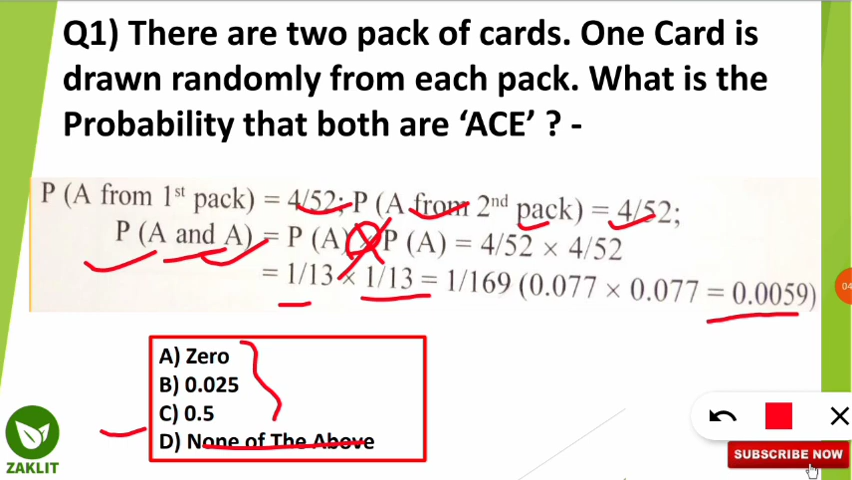 Q1) There are two pack of cards. One Card is
drawn randomly from each pack. What is the
Probability that both are ‘ACE’ ? -
P (A from 1st pack) = 4/52; P (A from 2nd pack) = 4/52;
P (A and A) = P (A) × P (A) = 4/52 × 4/52
= 1/13 × 1/13 = 1/169 (0.077 × 0.077 = 0.0059)
A) Zero
B) 0.025
C) 0.5
D) None of The Above
ZAKLIT
04
SUBSCRIBE NOW